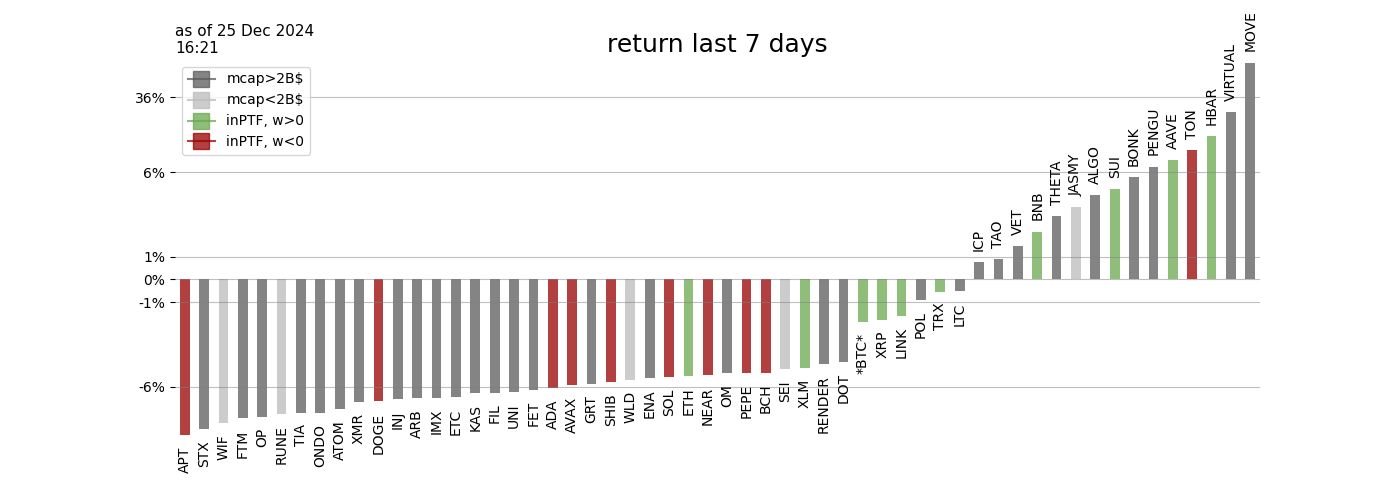 as of 25 Dec 2024
16:21
return last 7 days
mcap>2B$
mcap<2B$
inPTF, w>0
inPTF, w<0
36%
6%
1%
0%
-1%
-6%
APT
STX
WIF
FTM
OP
RUNE
TIA
ONDO
ATOM
XMR
DOGE
INJ
ARB
IMX
ETC
KAS
FIL
UNI
FET
ADA
AVAX
GRT
SHIB
WLD
ENA
SOL
ETH
NEAR
OM
PEPE
BCH
SEI
XLM
RENDER
DOT
*BTC*
XRP
LINK
POL
TRX
LTC
ICP
TAO
VET
BNB
THETA
JASMY
ALGO
SUI
BONK
PENGU
AAVE
TON
HBAR
VIRTUAL
MOVE